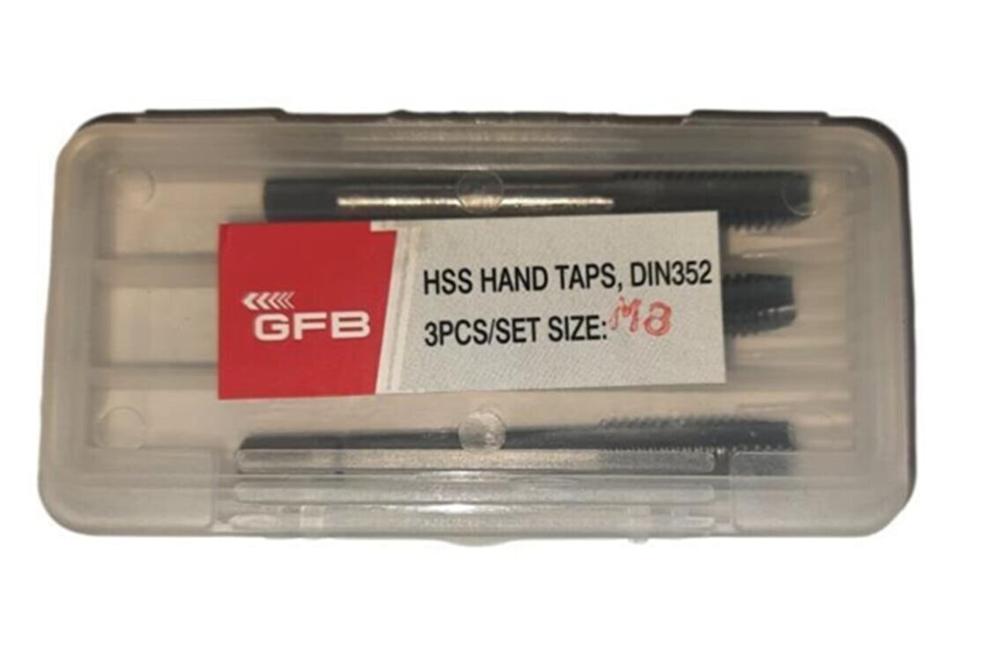 GFB
HSS HAND TAPS, DIN352
3PCS/SET SIZE: M8